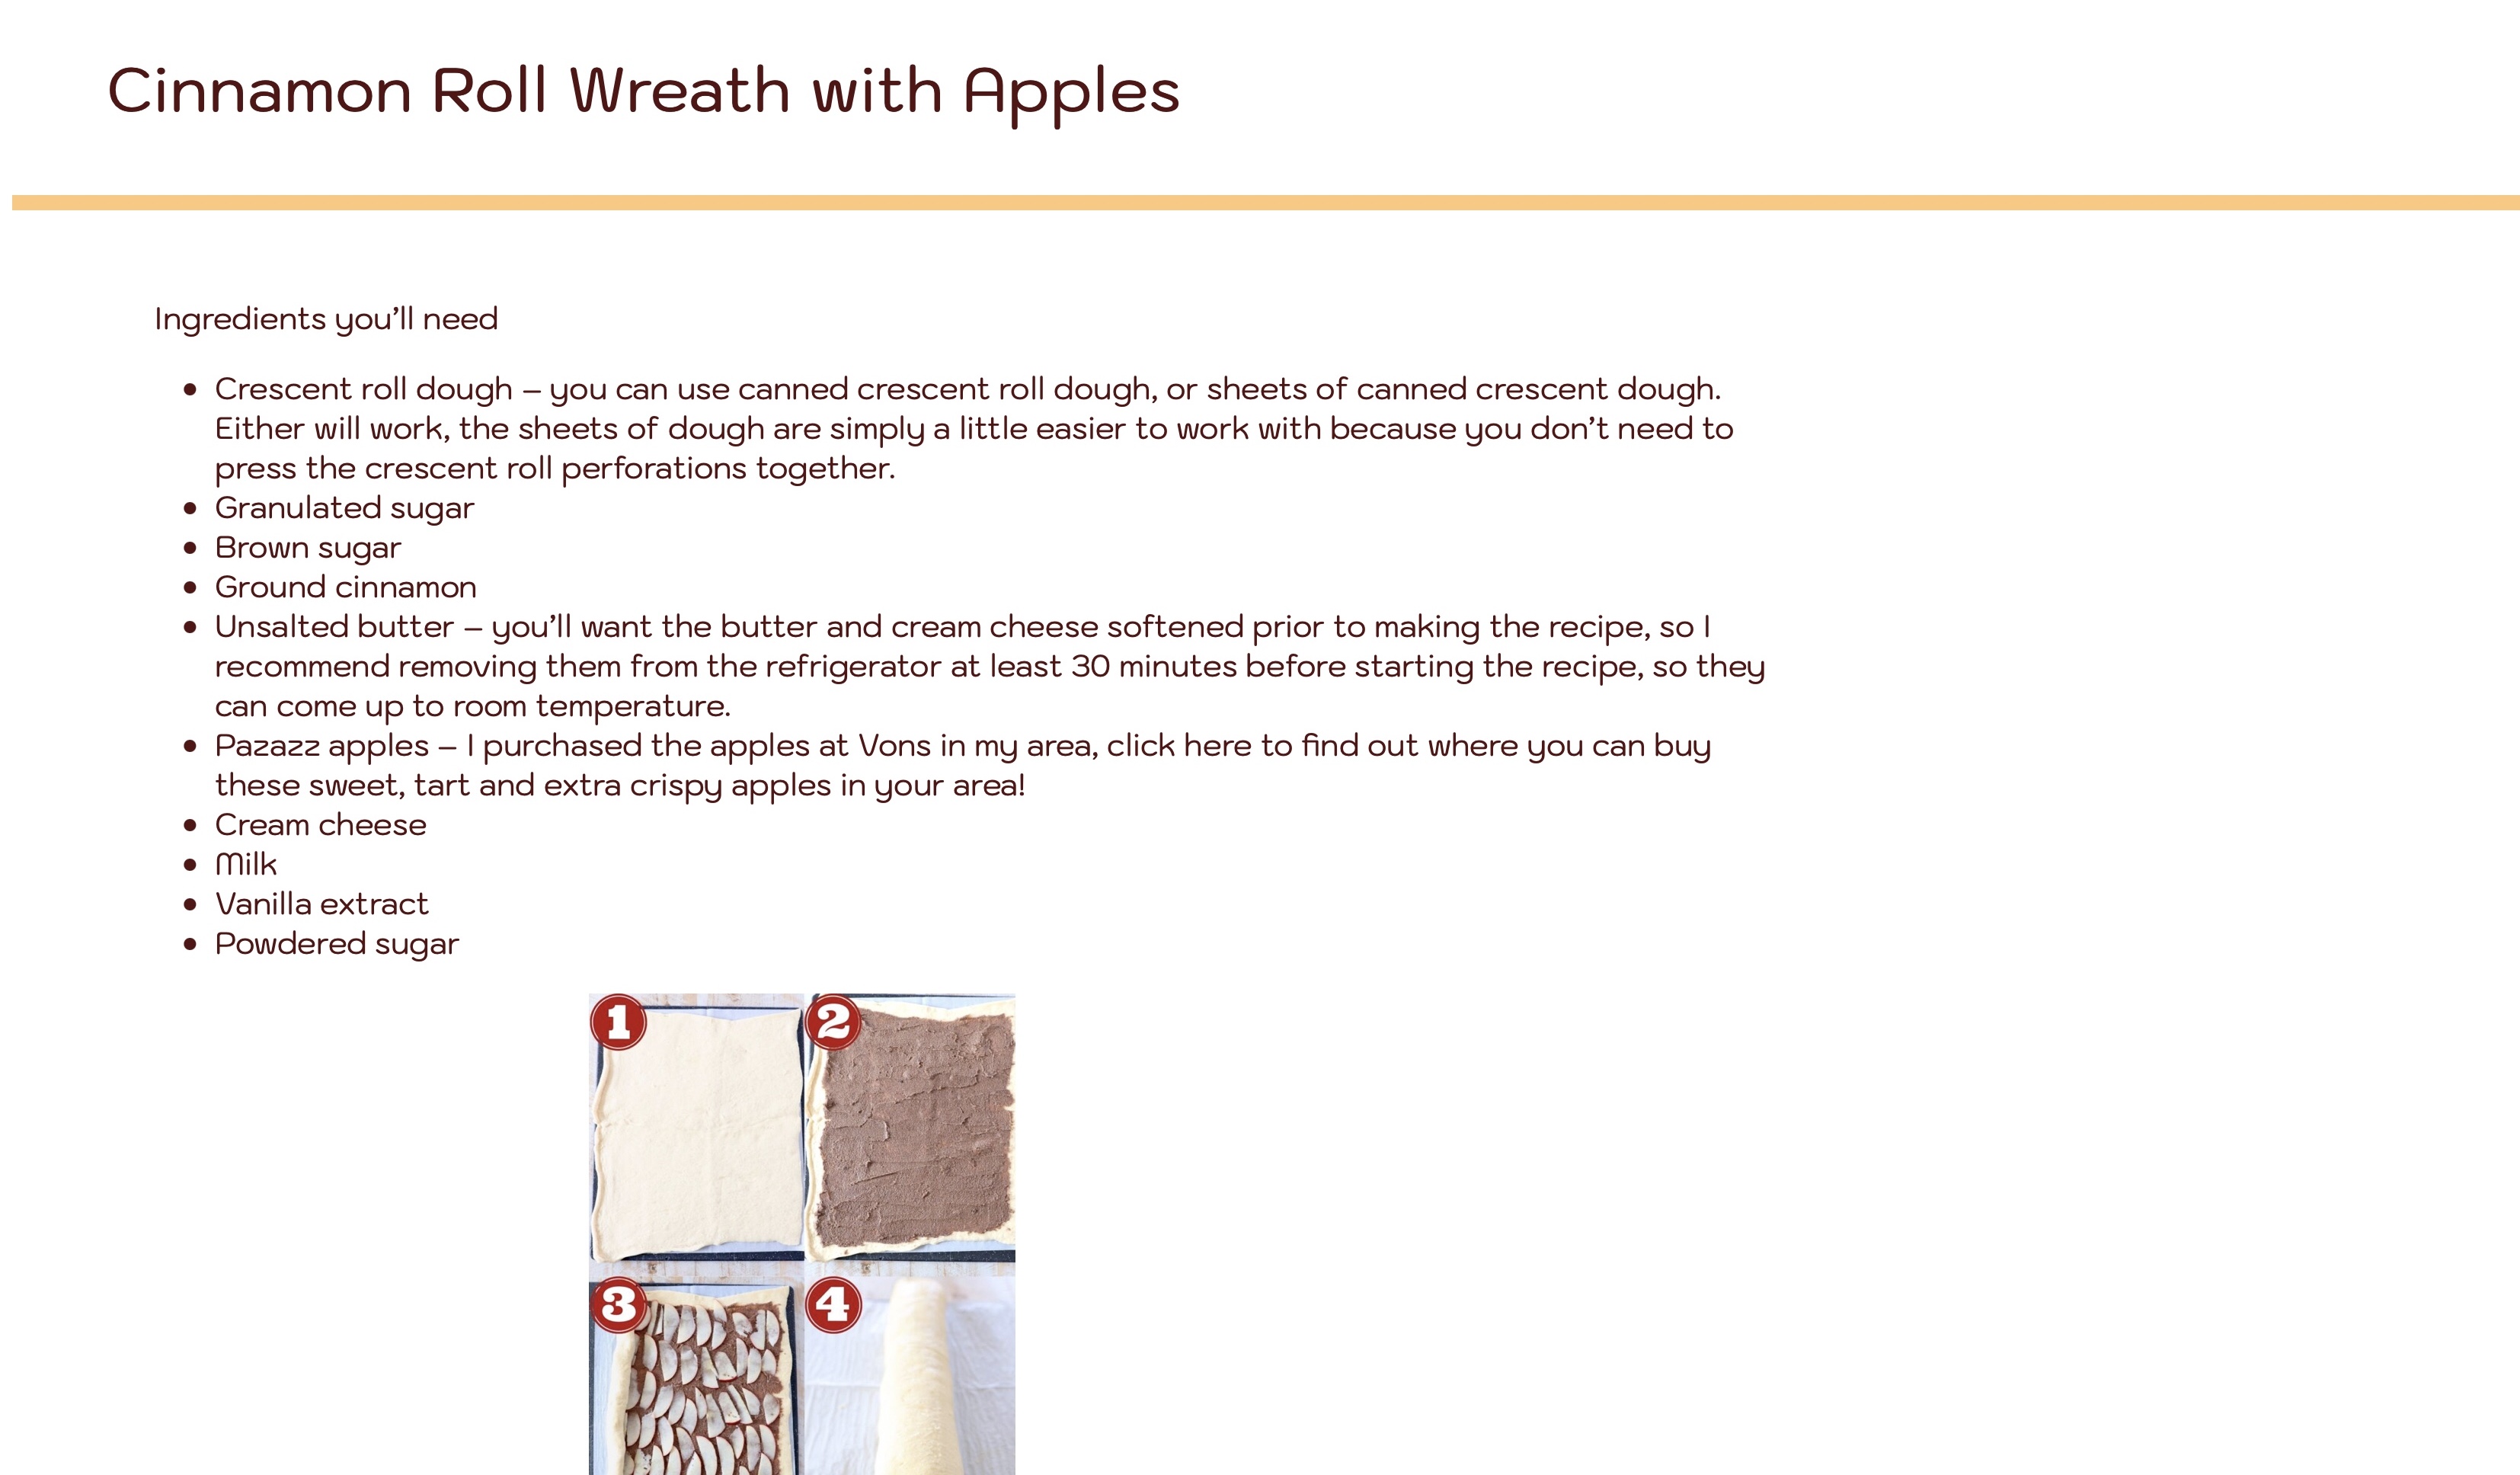 Cinnamon Roll Wreath with Apples
Ingredients you’ll need
• Crescent roll dough – you can use canned crescent roll dough, or sheets of canned crescent dough.
Either will work, the sheets of dough are simply a little easier to work with because you don’t need to
press the crescent roll perforations together.
• Granulated sugar
• Brown sugar
• Ground cinnamon
• Unsalted butter – you’ll want the butter and cream cheese softened prior to making the recipe, so I
recommend removing them from the refrigerator at least 30 minutes before starting the recipe, so they
can come up to room temperature.
• Pazazz apples – I purchased the apples at Vons in my area, click here to find out where you can buy
these sweet, tart and extra crispy apples in your area!
• Cream cheese
• Milk
• Vanilla extract
• Powdered sugar
1 2
3 4